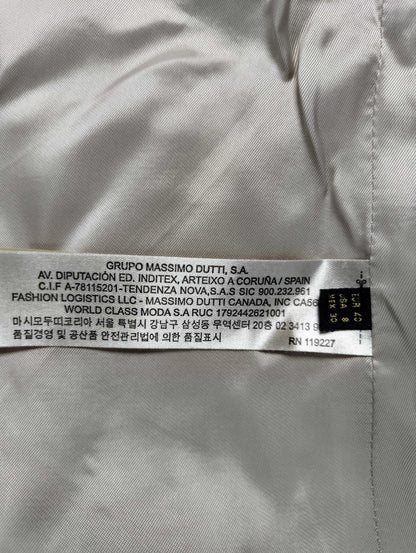 GRUPO MASSIMO DUTTI, S.A.
AV. DIPUTACIÓN ED. INDITEX, ARTEIXO A CORUÑA / SPAIN
C.I.F A-78115201-TENDENZA NOVA,S.A.S SIC 900.232.961
FASHION LOGISTICS LLC - MASSIMO DUTTI CANADA, INC CA56
WORLD CLASS MODA S.A RUC 1792442621001
마시모두띠코리아 서울 특별시 강남구 삼성동 무역센터 20층 02 3413 9
품질경영 및 공산품 안전관리법에 의한 품질표시
RN 119227
EUR 40
USA 8
MEX 30